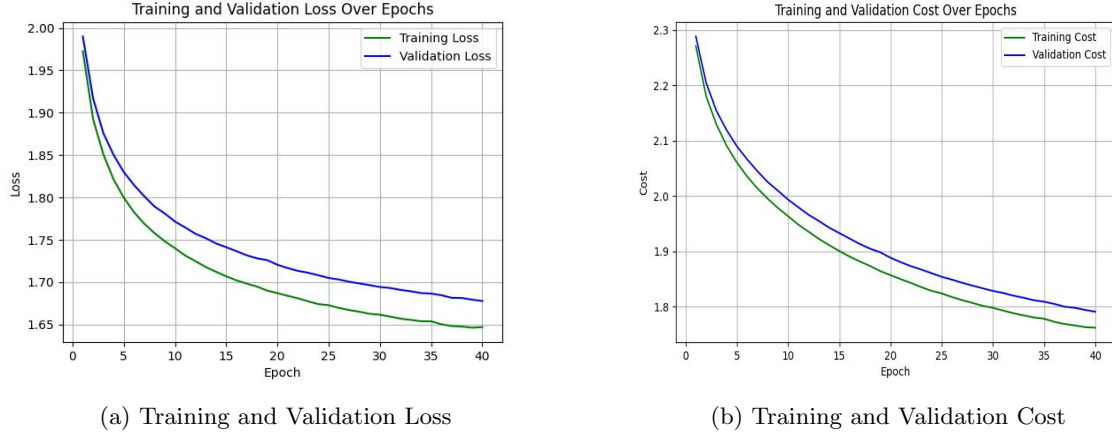 Training and Validation Loss Over Epochs
2.00
1.95
1.90
1.85
1.80
1.75
1.70
1.65
Loss
Training Loss
Validation Loss
0 5 10 15 20 25 30 35 40
Epoch
(a) Training and Validation Loss
Training and Validation Cost Over Epochs
2.3
2.2
2.1
2.0
1.9
1.8
Cost
Training Cost
Validation Cost
0 5 10 15 20 25 30 35 40
Epoch
(b) Training and Validation Cost